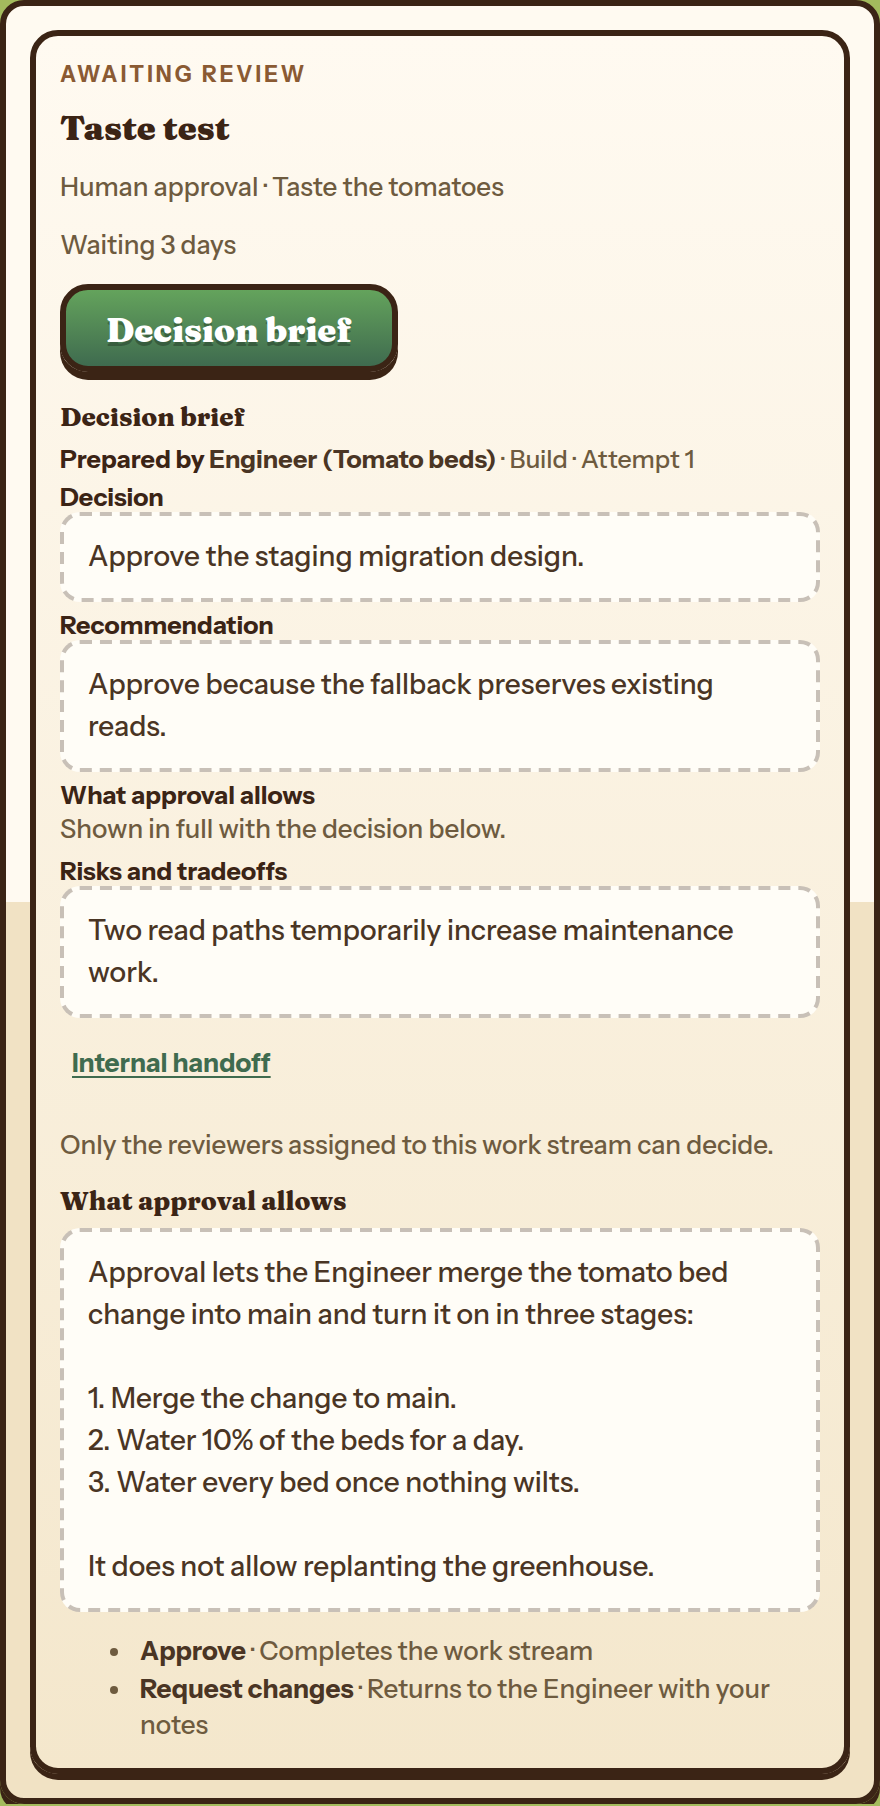 AWAITING REVIEW
Taste test
Human approval · Taste the tomatoes
Waiting 3 days
Decision brief
Decision brief
Prepared by Engineer (Tomato beds) · Build · Attempt 1
Decision
Approve the staging migration design.
Recommendation
Approve because the fallback preserves existing
reads.
What approval allows
Shown in full with the decision below.
Risks and tradeoffs
Two read paths temporarily increase maintenance
work.
Internal handoff
Only the reviewers assigned to this work stream can decide.
What approval allows
Approval lets the Engineer merge the tomato bed
change into main and turn it on in three stages:
1. Merge the change to main.
2. Water 10% of the beds for a day.
3. Water every bed once nothing wilts.
It does not allow replanting the greenhouse.
• Approve · Completes the work stream
• Request changes · Returns to the Engineer with your
notes